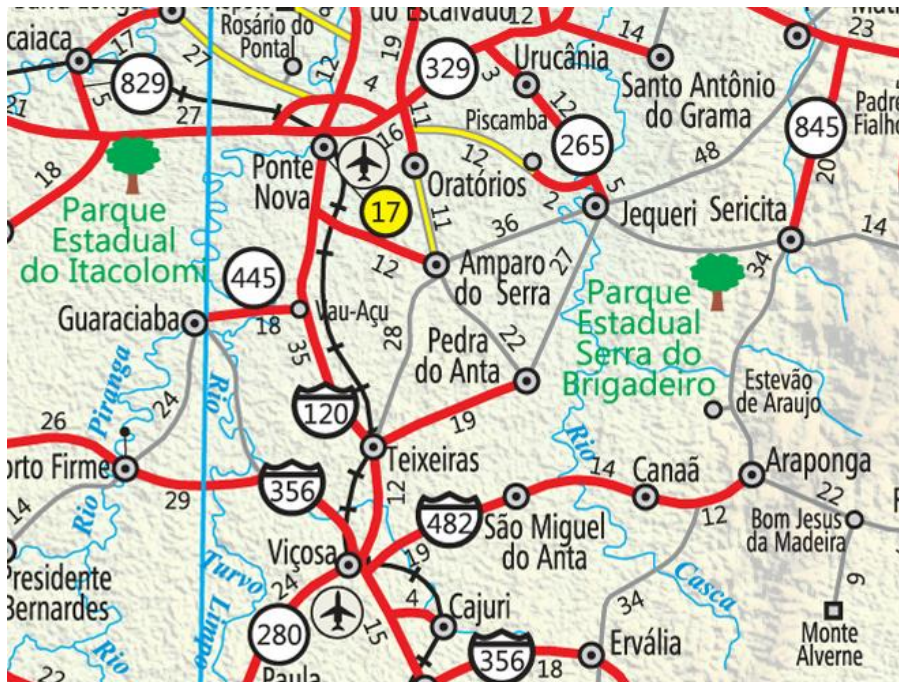 do Escalvado
12
14
23
caiaca
17
27
Rosário do
Pontal
19
329
Urucânia
Santo Antônio
do Grama
829
5
27
12
4
3
12
Piscamba
265
845
Padre
Fialho
21
11
16
48
20
18
Ponte
Nova
Oratórios
12
2
5
Parque
Estadual
do Itacolomi
17
11
36
Jequeri
Sericita
14
445
12
Amparo
do Serra
27
34
Guaraciaba
18
Vau-Açu
28
22
Parque
Estadual
Serra do
Brigadeiro
35
Pedra
do Anta
Rio
Piranga
24
Rio
120
19
Estevão
de Araujo
26
Porto Firme
Teixeiras
Rio
14
Canaã
Araponga
29
356
12
482
São Miguel
do Anta
12
22
Bom Jesus
da Madeira
14
Rio
Viçosa
19
Presidente
Bernardes
Turvo
Limpo
24
4
Cajuri
Casca
34
9
280
15
Monte
Alverne
Rio
356
18
Ervália
22
Paula